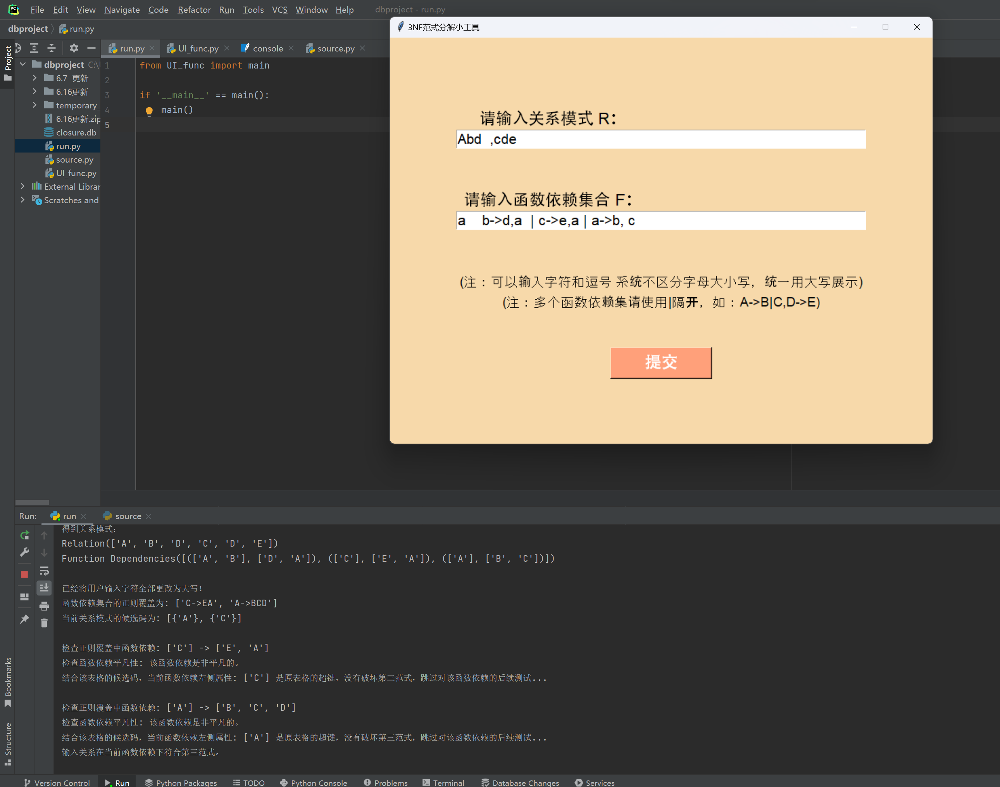 File Edit View Navigate Code Refactor Run Tools VCS Window Help dbproject - run.py
dbproject run.py
run.py UI_func.py console source.py
Project
dbproject C:\
6.7 更新
6.16更新
temporary_
6.16更新.zip
closure.db
run.py
source.py
UI_func.py
External Librar
Scratches and
1 from UI_func import main
2
3 if '__main__' == main():
4 main()
5
3NF范式分解小工具
请输入关系模式 R：
Abd ,cde
请输入函数依赖集合 F：
a b->d,a | c->e,a | a->b, c
(注：可以输入字符和逗号 系统不区分字母大小写，统一用大写展示)
(注：多个函数依赖集请使用|隔开，如：A->B|C,D->E)
提交
Run: run source
得到关系模式：
Relation(['A', 'B', 'D', 'C', 'D', 'E'])
Function Dependencies([(['A', 'B'], ['D', 'A']), (['C'], ['E', 'A']), (['A'], ['B', 'C'])])
已经将用户输入字符全部更改为大写！
函数依赖集合的正则覆盖为：['C->EA', 'A->BCD']
当前关系模式的候选码为：[{'A'}, {'C'}]
检查正则覆盖中函数依赖：['C'] -> ['E', 'A']
检查函数依赖平凡性： 该函数依赖是非平凡的。
结合该表格的候选码，当前函数依赖左侧属性：['C'] 是原表格的超键，没有破坏第三范式，跳过对该函数依赖的后续测试...
检查正则覆盖中函数依赖：['A'] -> ['B', 'C', 'D']
检查函数依赖平凡性： 该函数依赖是非平凡的。
结合该表格的候选码，当前函数依赖左侧属性：['A'] 是原表格的超键，没有破坏第三范式，跳过对该函数依赖的后续测试...
输入关系在当前函数依赖下符合第三范式。
Bookmarks
Structure
Version Control Run Python Packages TODO Python Console Problems Terminal Database Changes Services